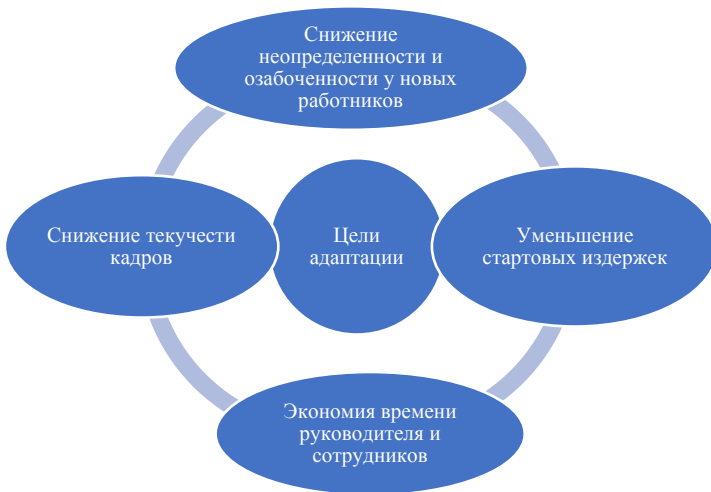 Снижение
неопределенности и
озабоченности у новых
работников
Снижение текучести
кадров
Цели
адаптации
Уменьшение
стартовых издержек
Экономия времени
руководителя и
сотрудников